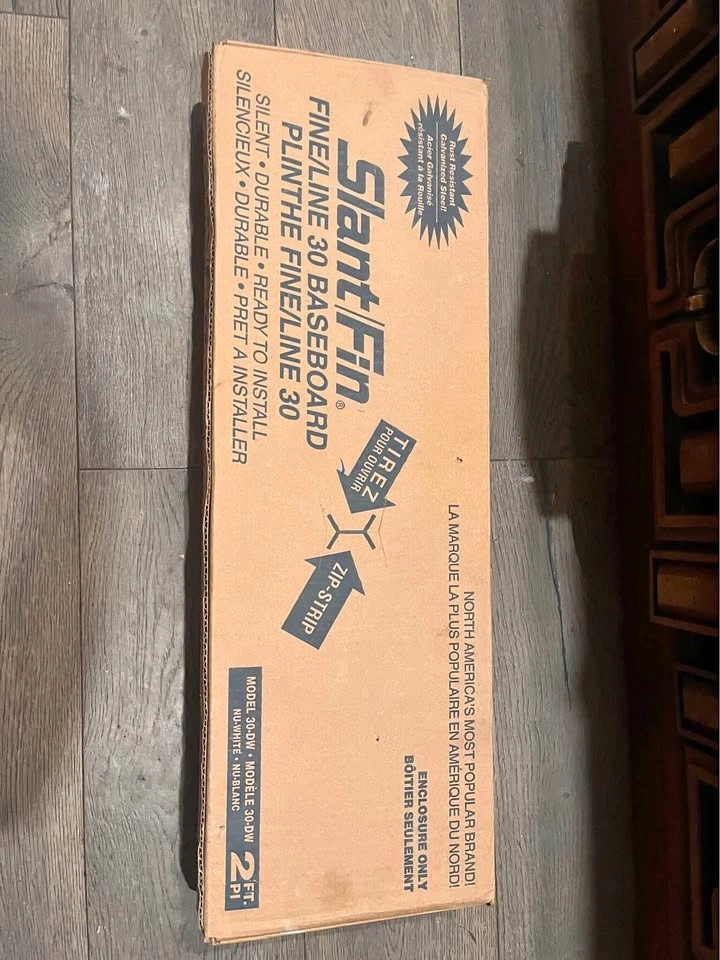 Rust Resistant
Galvanized Steel!
Acier Galvanisé
résistant à la Rouille
Slant/Fin®
FINE/LINE 30 BASEBOARD
PLINTHE FINE/LINE 30
SILENT • DURABLE • READY TO INSTALL
SILENCIEUX • DURABLE • PRET A INSTALLER
TIREZ
POUR OUVRIR
ZIP-STRIP
NORTH AMERICA'S MOST POPULAR BRAND!
LA MARQUE LA PLUS POPULAIRE EN AMÉRIQUE DU NORD!
ENCLOSURE ONLY
BÔITIER SEULEMENT
MODEL 30-DW • MODÈLE 30-DW
NU-WHITE • NU-BLANC
2 FT.
PI